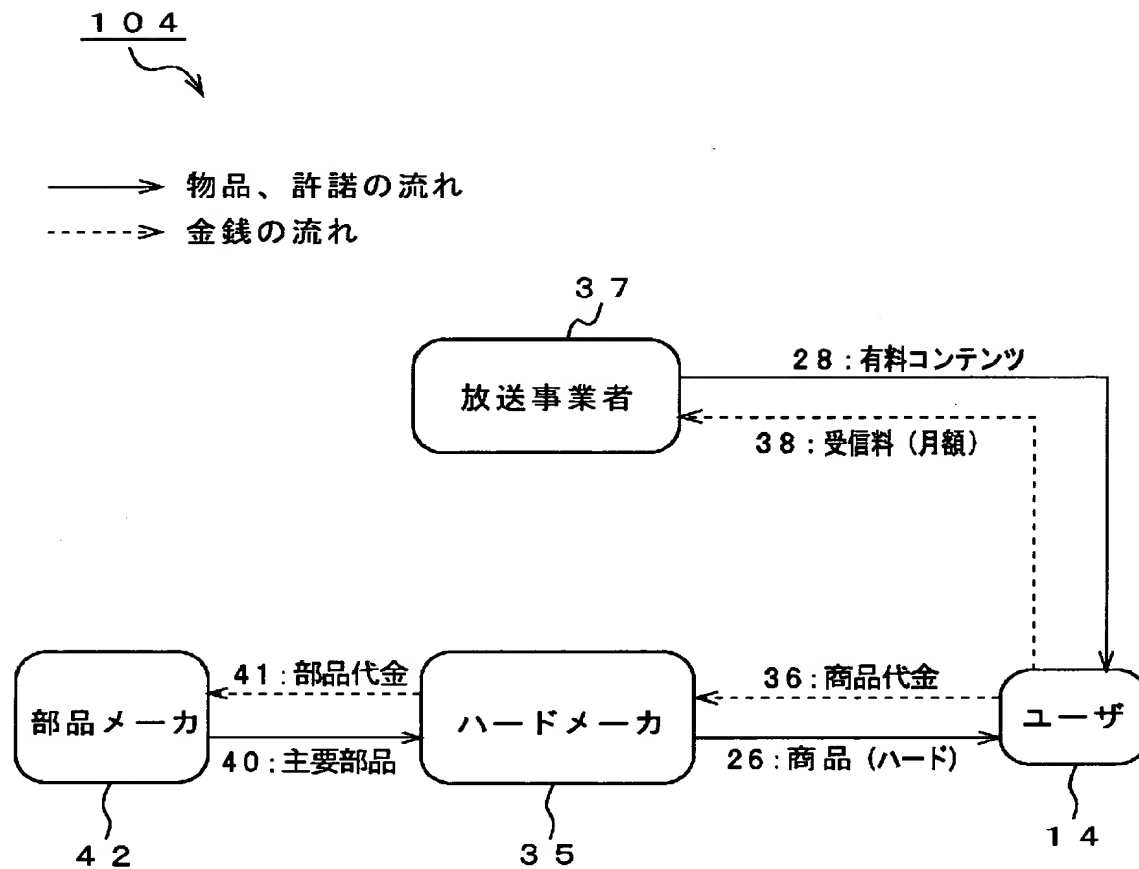 104
物品、許諾の流れ
金銭の流れ
37
放送事業者
28:有料コンテンツ
38:受信料(月額)
41:部品代金
36:商品代金
部品メーカ
ハードメーカ
ユーザ
40:主要部品
26:商品(ハード)
42
35
14